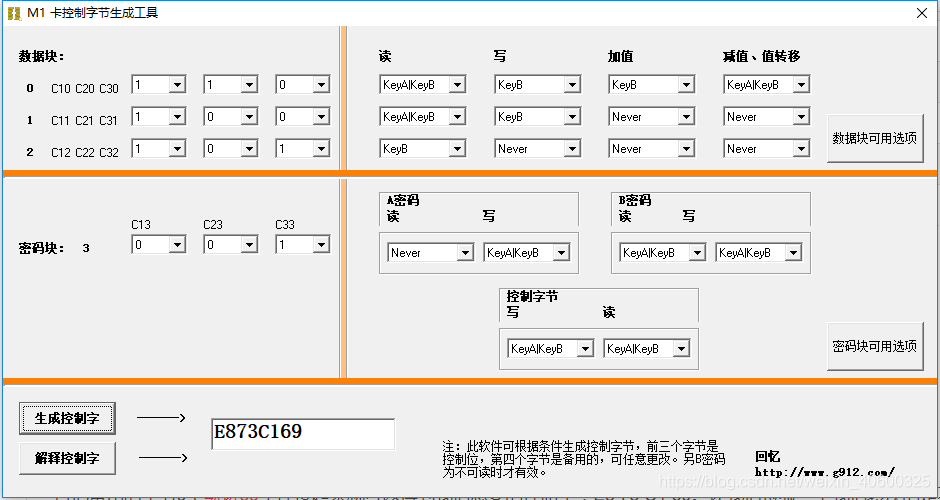 M1 卡控制字节生成工具
数据块： 读 写 加值 减值、值转移
0 C10 C20 C30 1 1 0 KeyA|KeyB KeyB KeyB KeyA|KeyB
1 C11 C21 C31 1 0 0 KeyA|KeyB KeyB Never Never
2 C12 C22 C32 1 0 1 KeyB Never Never Never
数据块可用选项
A密码 B密码
读 写 读 写
C13 C23 C33
密码块： 3 0 0 1 Never KeyA|KeyB KeyA|KeyB KeyA|KeyB
控制字节
写 读
KeyA|KeyB KeyA|KeyB
密码块可用选项
生成控制字
E873C169
解释控制字
注：此软件可根据条件生成控制字节，前三个字节是
控制位，第四个字节是备用的，可任意更改。另B密码
为不可读时才有效。
回忆
http://www.g912.com/
https://blog.csdn.net/weixin_40600325